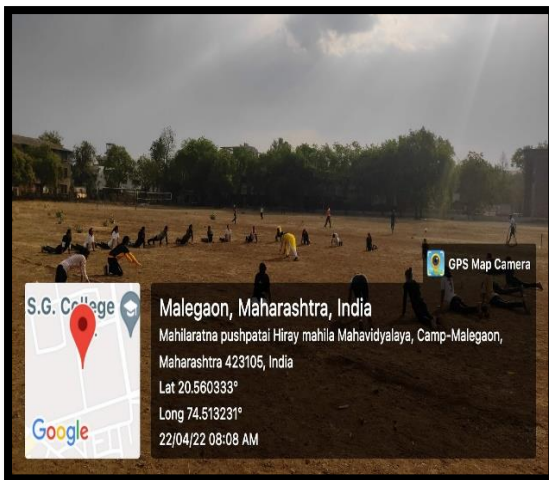 GPS Map Camera
S.G. College
Google
Malegaon, Maharashtra, India
Mahilaratna pushpatai Hiray mahila Mahavidyalaya, Camp-Malegaon,
Maharashtra 423105, India
Lat 20.560333°
Long 74.513231°
22/04/22 08:08 AM